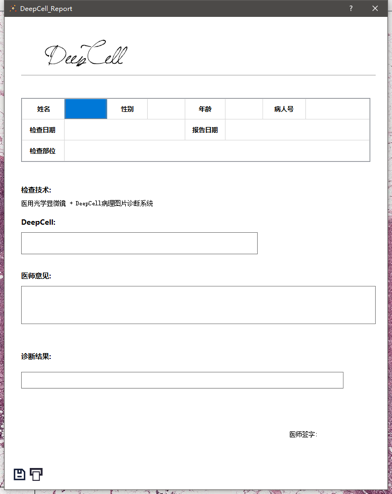 DeepCell_Report
DeepCell
姓名 性别 年龄 病人号
检查日期 报告日期
检查部位
检查技术:
医用光学显微镜 + DeepCell病理图片诊断系统
DeepCell:
医师意见:
诊断结果:
医师签字: